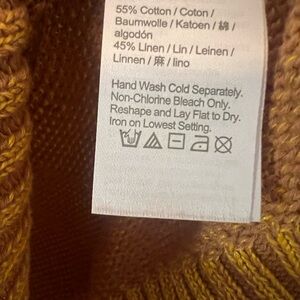 55% Cotton / Coton /
Baumwolle / Katoen / 綿 /
algodón
45% Linen / Lin / Leinen /
Linnen / 麻 / lino
Hand Wash Cold Separately.
Non-Chlorine Bleach Only.
Reshape and Lay Flat to Dry.
Iron on Lowest Setting.